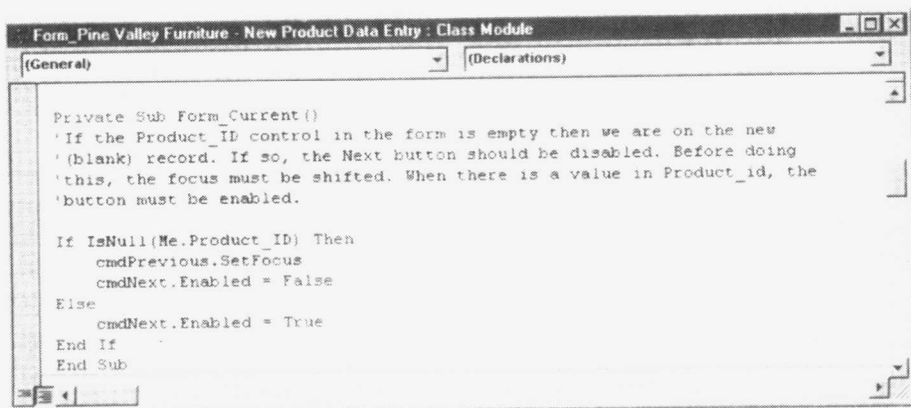 Form_Pine Valley Furniture - New Product Data Entry : Class Module
(General) (Declarations)
Private Sub Form_Current()
'If the Product_ID control in the form is empty then we are on the new
'(blank) record. If so, the Next button should be disabled. Before doing
'this, the focus must be shifted. When there is a value in Product_id, the
'button must be enabled.
If IsNull(Me.Product_ID) Then
cmdPrevious.SetFocus
cmdNext.Enabled = False
Else
cmdNext.Enabled = True
End If
End Sub